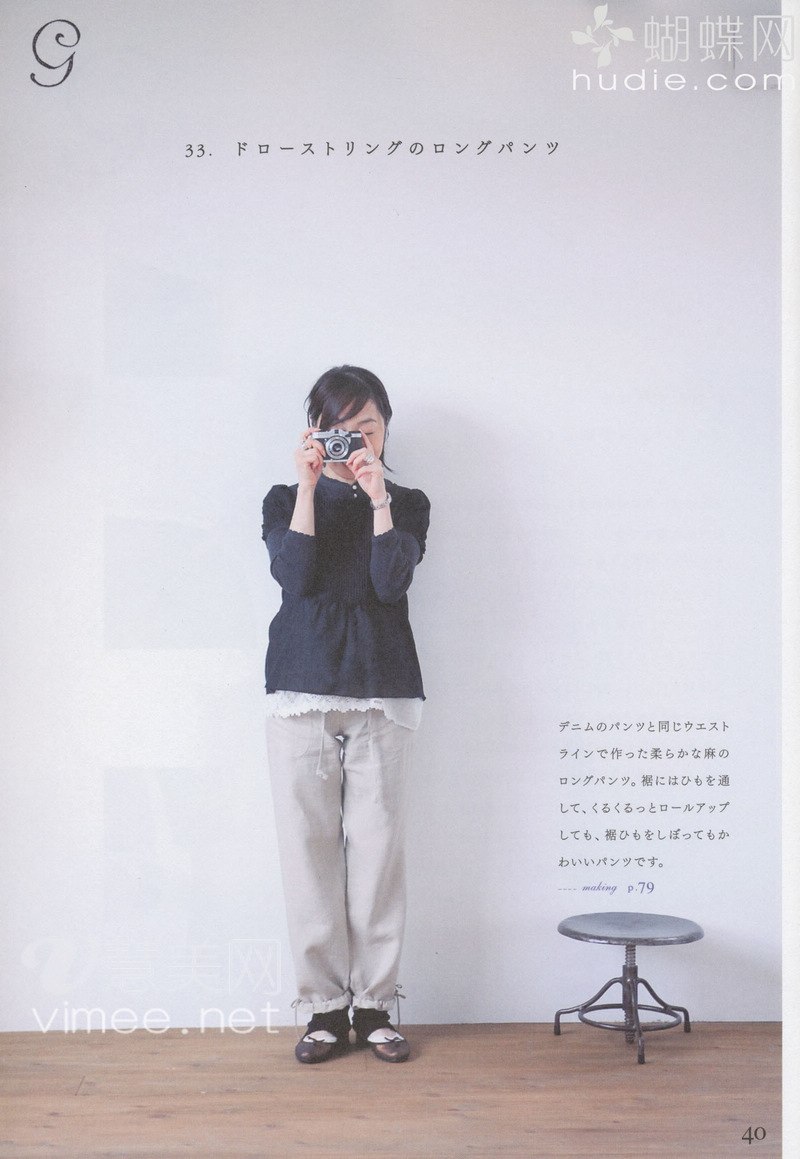 g
蝴蝶网
hudie.com
33. ドローストリングのロングパンツ
デニムのパンツと同じウエスト
ラインで作った柔らかな麻の
ロングパンツ。裾にはひもを通
して、くるくるっとロールアップ
しても、裾ひもをしぼってもか
わいいパンツです。
---- making p.79
vimee.net
40